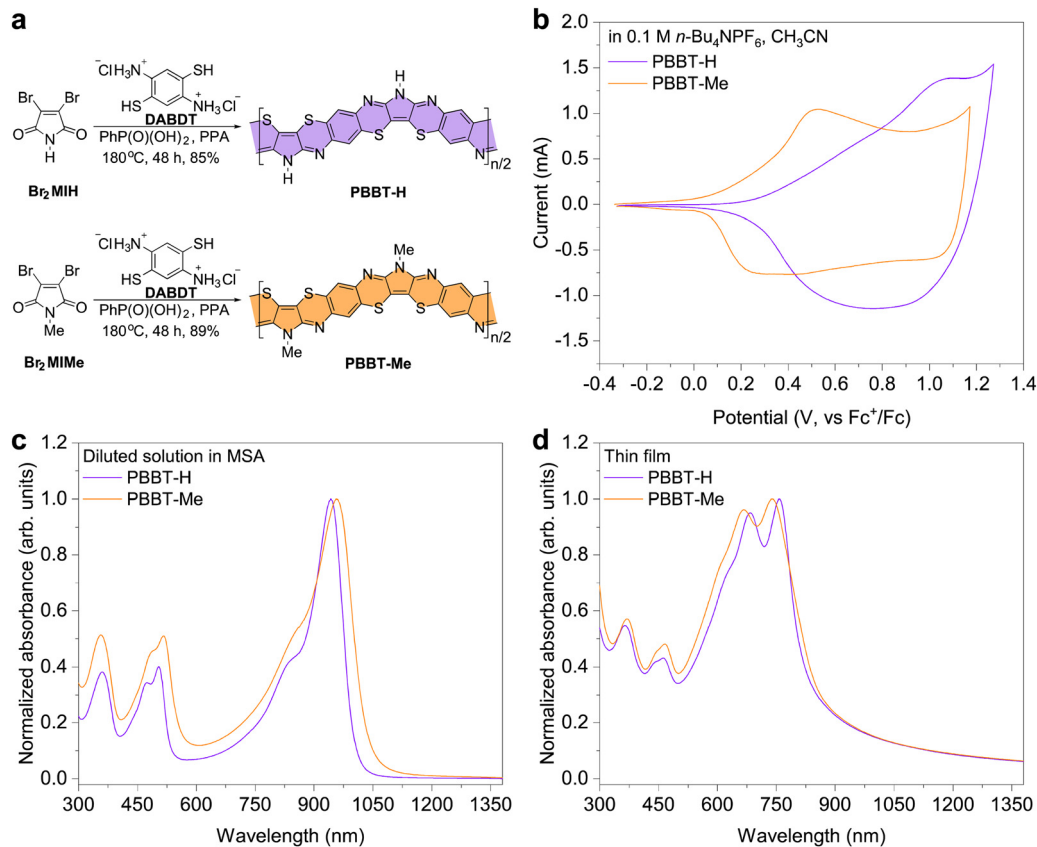 a
Br Br
O N O
H
Br₂MIH
⁻ClH₃N⁺ SH
HS NH₃Cl⁻
DABDT
PhP(O)(OH)₂, PPA
180°C, 48 h, 85%
H
S S N N N
N N S S N
H
n/2
PBBT-H
Br Br
O N O
Me
Br₂MIMe
⁻ClH₃N⁺ SH
HS NH₃Cl⁻
DABDT
PhP(O)(OH)₂, PPA
180°C, 48 h, 89%
Me
S S N N N
N N S S N
Me
n/2
PBBT-Me
b
in 0.1 M n-Bu₄NPF₆, CH₃CN
PBBT-H
PBBT-Me
Current (mA)
2.0
1.5
1.0
0.5
0.0
-0.5
-1.0
-1.5
-0.4 -0.2 0.0 0.2 0.4 0.6 0.8 1.0 1.2 1.4
Potential (V, vs Fc⁺/Fc)
c
Diluted solution in MSA
PBBT-H
PBBT-Me
Normalized absorbance (arb. units)
1.2
1.0
0.8
0.6
0.4
0.2
0.0
300 450 600 750 900 1050 1200 1350
Wavelength (nm)
d
Thin film
PBBT-H
PBBT-Me
Normalized absorbance (arb. units)
1.2
1.0
0.8
0.6
0.4
0.2
0.0
300 450 600 750 900 1050 1200 1350
Wavelength (nm)